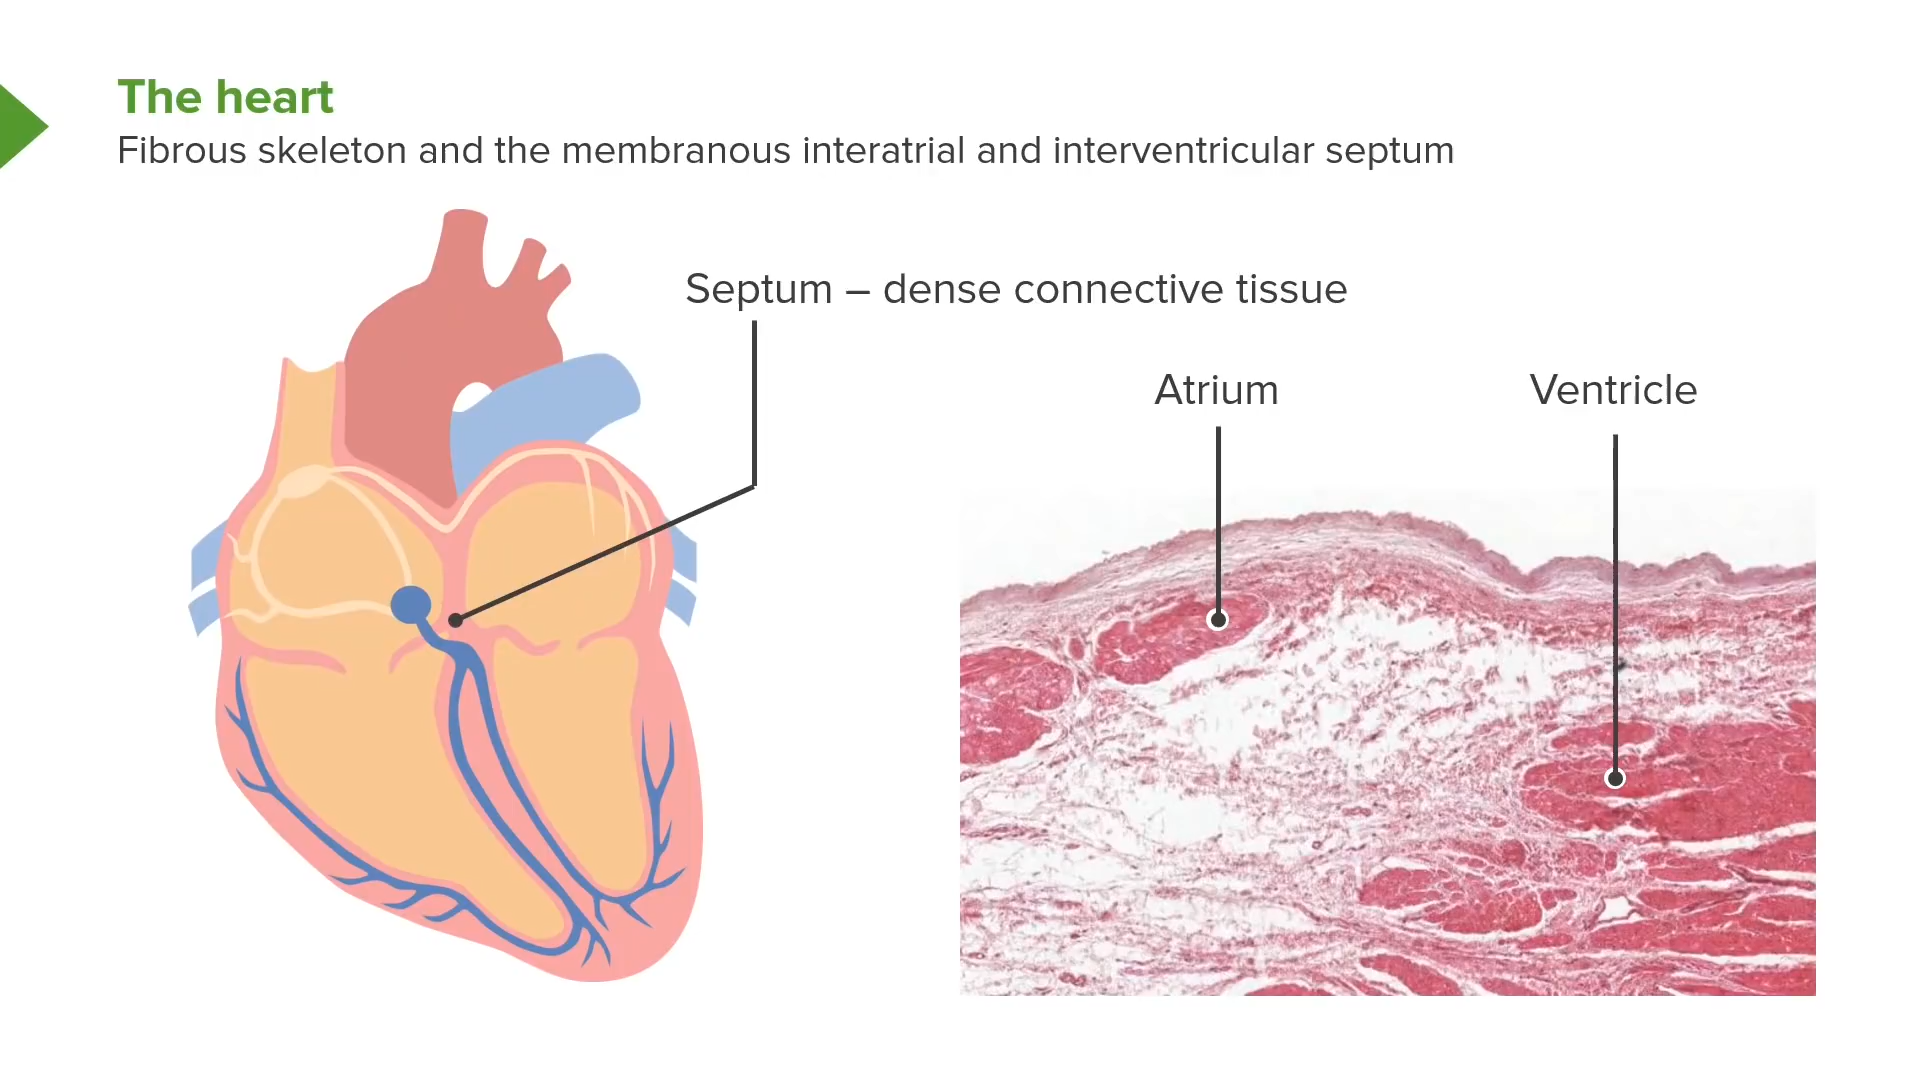 The heart
Fibrous skeleton and the membranous interatrial and interventricular septum
Septum – dense connective tissue
Atrium
Ventricle